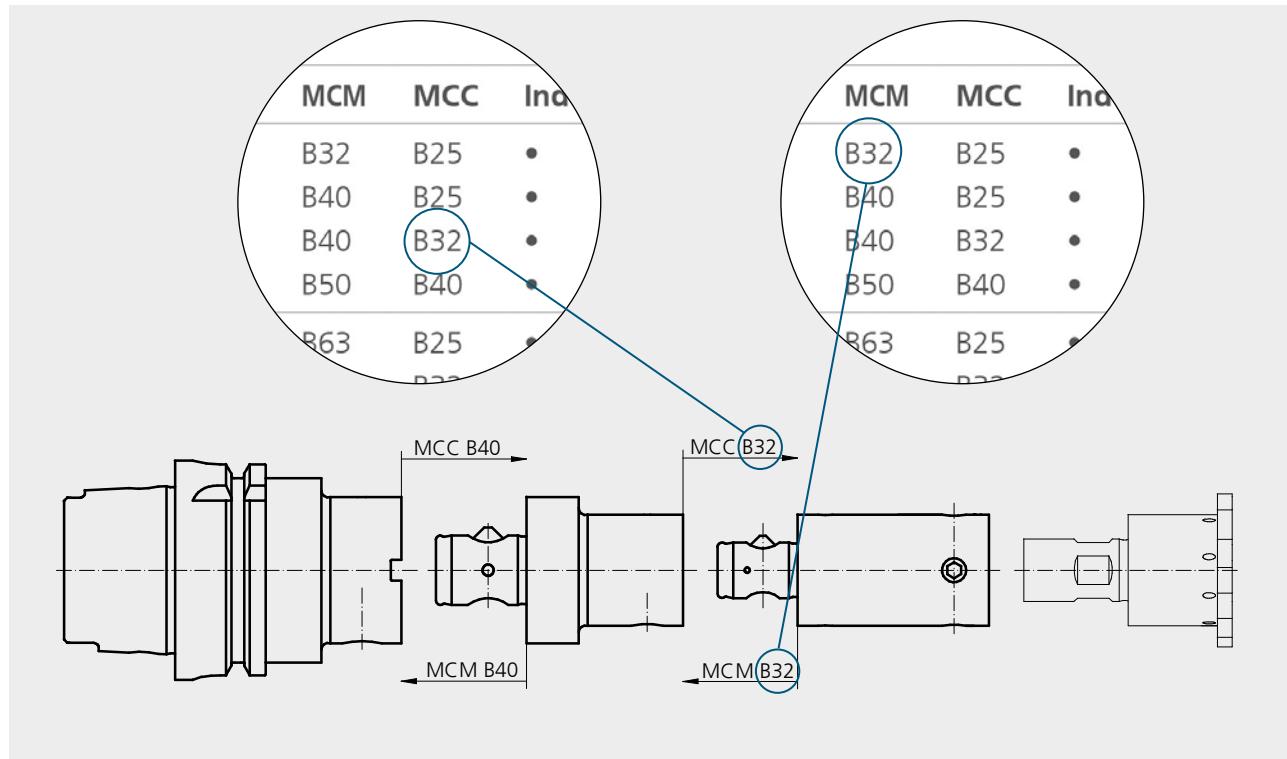 MCM MCC Ind
B32 B25 •
B40 B25 •
B40 B32 •
B50 B40 •
B63 B25 •
MCM MCC Ind
B32 B25 •
B40 B25 •
B40 B32 •
B50 B40 •
B63 B25 •
MCC B40
MCC B32
MCM B40
MCM B32